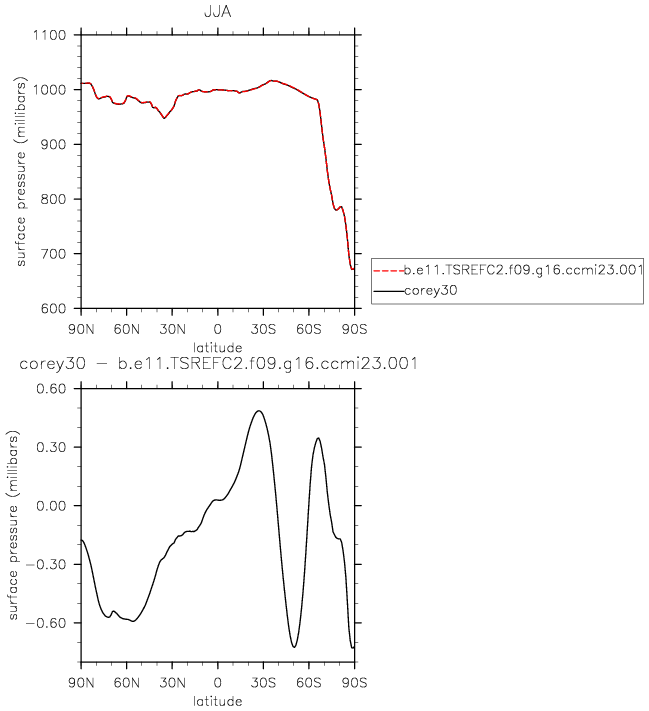 JJA
1100
1000
900
800
700
600
surface pressure (millibars)
90N 60N 30N 0 30S 60S 90S
latitude
b.e11.TSREFC2.f09.g16.ccmi23.001
corey30
corey30 - b.e11.TSREFC2.f09.g16.ccmi23.001
0.60
0.30
0.00
-0.30
-0.60
surface pressure (millibars)
90N 60N 30N 0 30S 60S 90S
latitude